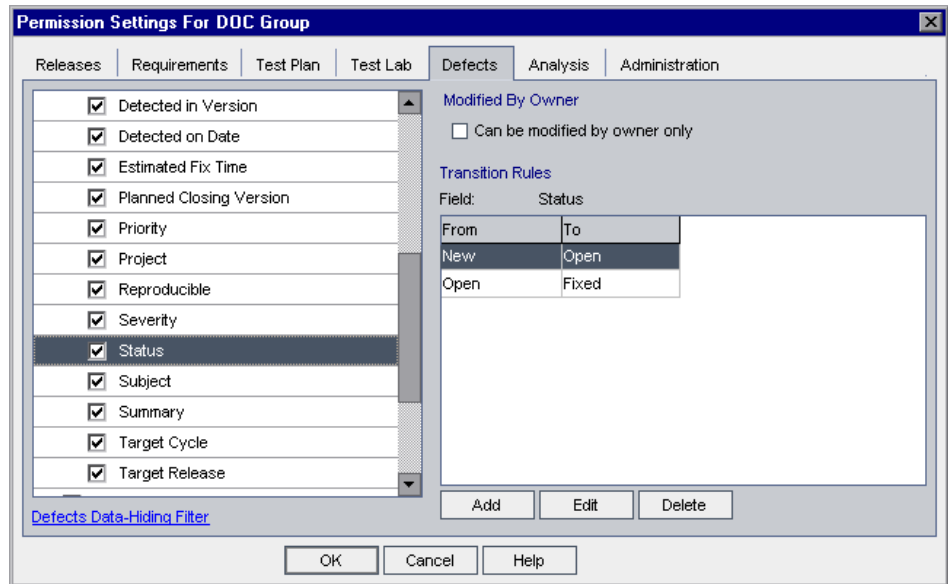 Permission Settings For DOC Group
Releases Requirements Test Plan Test Lab Defects Analysis Administration
Detected in Version
Detected on Date
Estimated Fix Time
Planned Closing Version
Priority
Project
Reproducible
Severity
Status
Subject
Summary
Target Cycle
Target Release
Defects Data-Hiding Filter
Modified By Owner
Can be modified by owner only
Transition Rules
Field: Status
From To
New Open
Open Fixed
Add Edit Delete
OK Cancel Help